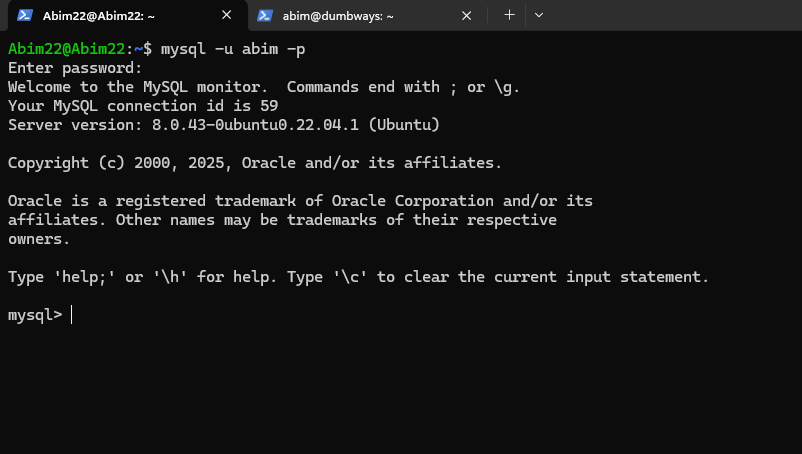 Abim22@Abim22: ~
abim@dumbways: ~
Abim22@Abim22:~$ mysql -u abim -p
Enter password:
Welcome to the MySQL monitor.  Commands end with ; or \g.
Your MySQL connection id is 59
Server version: 8.0.43-0ubuntu0.22.04.1 (Ubuntu)
Copyright (c) 2000, 2025, Oracle and/or its affiliates.
Oracle is a registered trademark of Oracle Corporation and/or its
affiliates. Other names may be trademarks of their respective
owners.
Type 'help;' or '\h' for help. Type '\c' to clear the current input statement.
mysql>